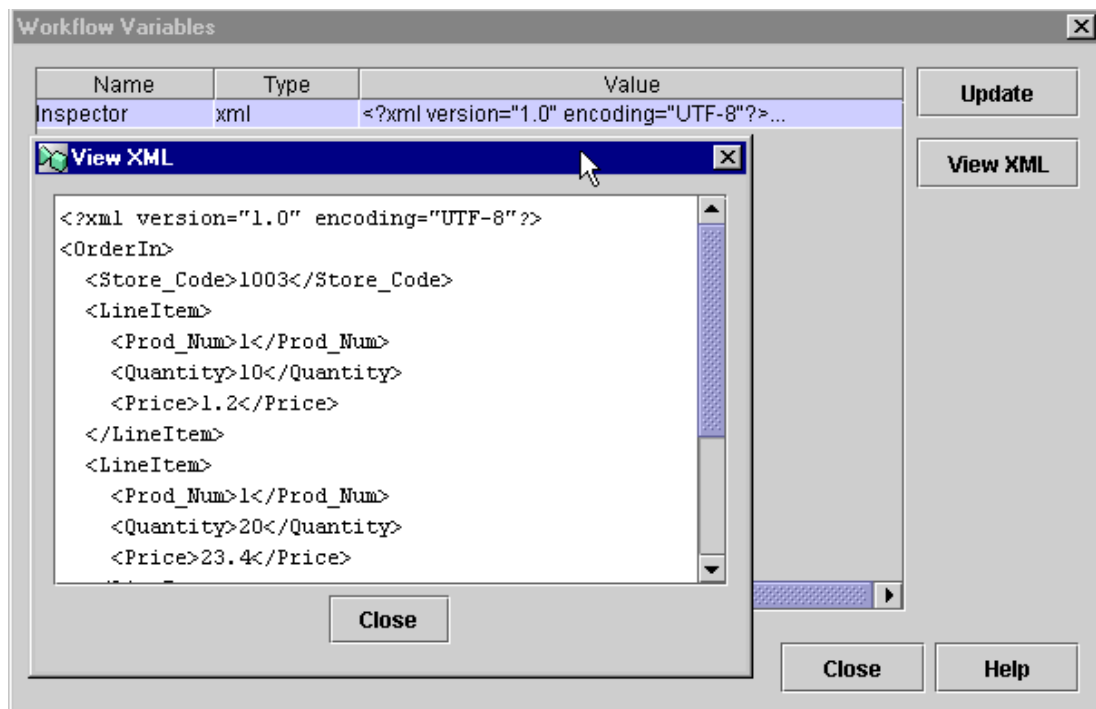 Workflow Variables
Name Type Value
Update
Inspector xml <?xml version="1.0" encoding="UTF-8"?>...
View XML
View XML
<?xml version="1.0" encoding="UTF-8"?>
<OrderIn>
<Store_Code>1003</Store_Code>
<LineItem>
<Prod_Num>1</Prod_Num>
<Quantity>10</Quantity>
<Price>1.2</Price>
</LineItem>
<LineItem>
<Prod_Num>1</Prod_Num>
<Quantity>20</Quantity>
<Price>23.4</Price>
Close
Close Help